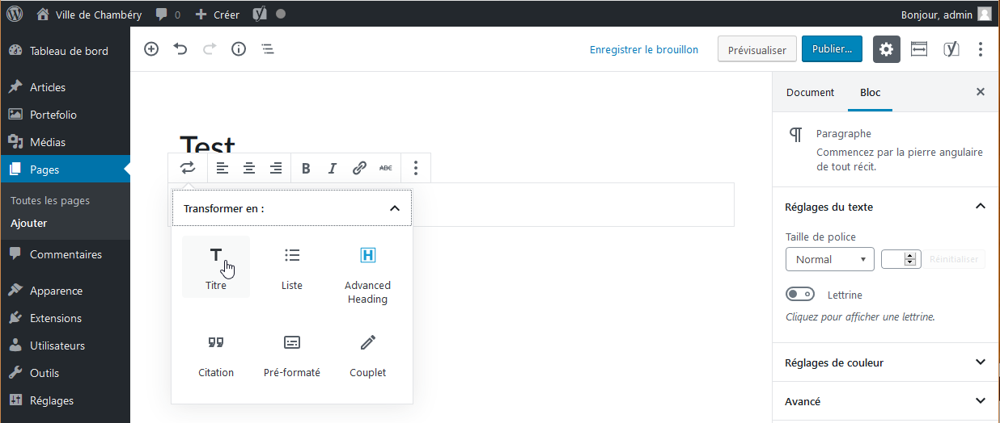 Ville de Chambéry
0
Créer
Bonjour, admin
Tableau de bord
Articles
Portefolio
Médias
Pages
Toutes les pages
Ajouter
Commentaires
Apparence
Extensions
Utilisateurs
Outils
Réglages
Enregistrer le brouillon
Prévisualiser
Publier...
Test
B
I
ABC
Transformer en :
Titre
Liste
Advanced
Heading
Citation
Pré-formaté
Couplet
Document
Bloc
Paragraphe
Commencez par la pierre angulaire
de tout récit.
Réglages du texte
Taille de police
Normal
Réinitialiser
Lettrine
Cliquez pour afficher une lettrine.
Réglages de couleur
Avancé